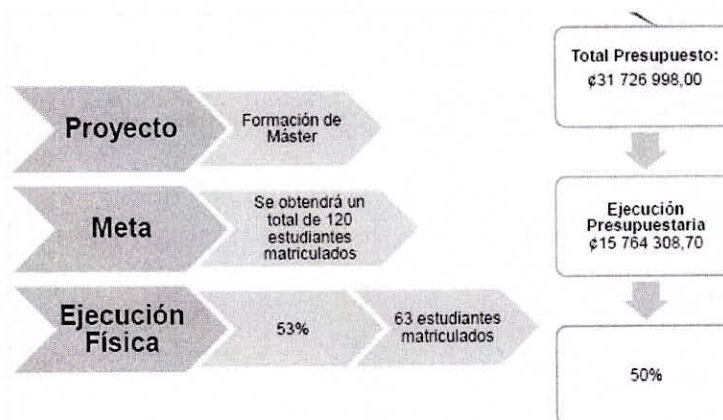 Proyecto
Formación de
Máster
Meta
Se obtendrá un
total de 120
estudiantes
matriculados
Ejecución
Física
53%
63 estudiantes
matriculados
Total Presupuesto:
¢31 726 998,00
Ejecución
Presupuestaria
¢15 764 308,70
50%